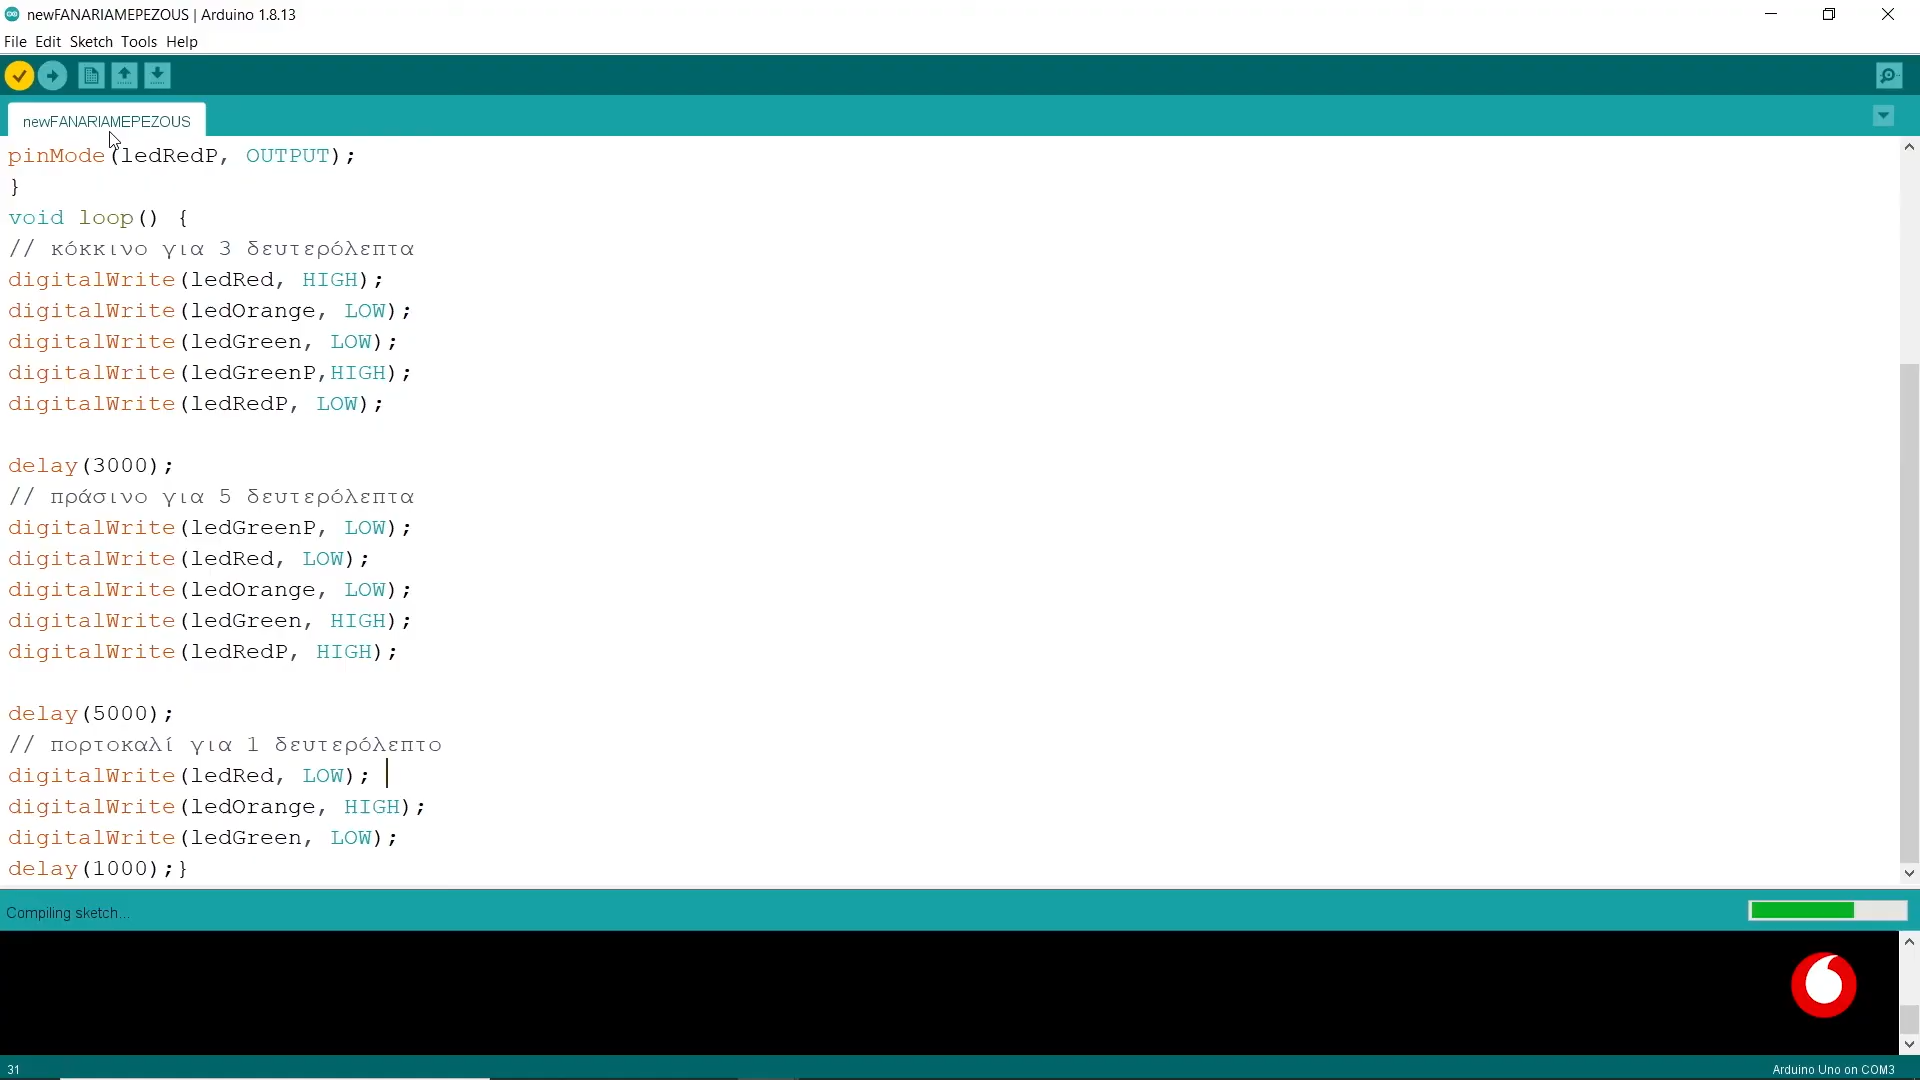 newFANARIAMEPEZOUS | Arduino 1.8.13
File Edit Sketch Tools Help
newFANARIAMEPEZOUS
pinMode(ledRedP, OUTPUT);
}
void loop() {
// κόκκινο για 3 δευτερόλεπτα
digitalWrite(ledRed, HIGH);
digitalWrite(ledOrange, LOW);
digitalWrite(ledGreen, LOW);
digitalWrite(ledGreenP,HIGH);
digitalWrite(ledRedP, LOW);
delay(3000);
// πράσινο για 5 δευτερόλεπτα
digitalWrite(ledGreenP, LOW);
digitalWrite(ledRed, LOW);
digitalWrite(ledOrange, LOW);
digitalWrite(ledGreen, HIGH);
digitalWrite(ledRedP, HIGH);
delay(5000);
// πορτοκαλί για 1 δευτερόλεπτο
digitalWrite(ledRed, LOW);
digitalWrite(ledOrange, HIGH);
digitalWrite(ledGreen, LOW);
delay(1000);}
Compiling sketch...
31
Arduino Uno on COM3